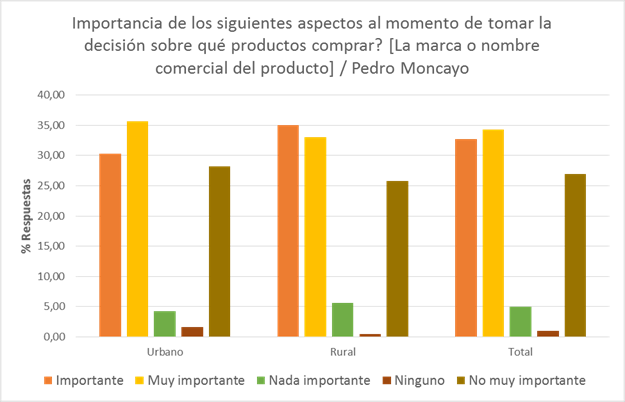 Importancia de los siguientes aspectos al momento de tomar la
decisión sobre qué productos comprar? [La marca o nombre
comercial del producto] / Pedro Moncayo
40,00
35,00
30,00
25,00
20,00
15,00
10,00
5,00
0,00
% Respuestas
Urbano Rural Total
Importante Muy importante Nada importante Ninguno No muy importante